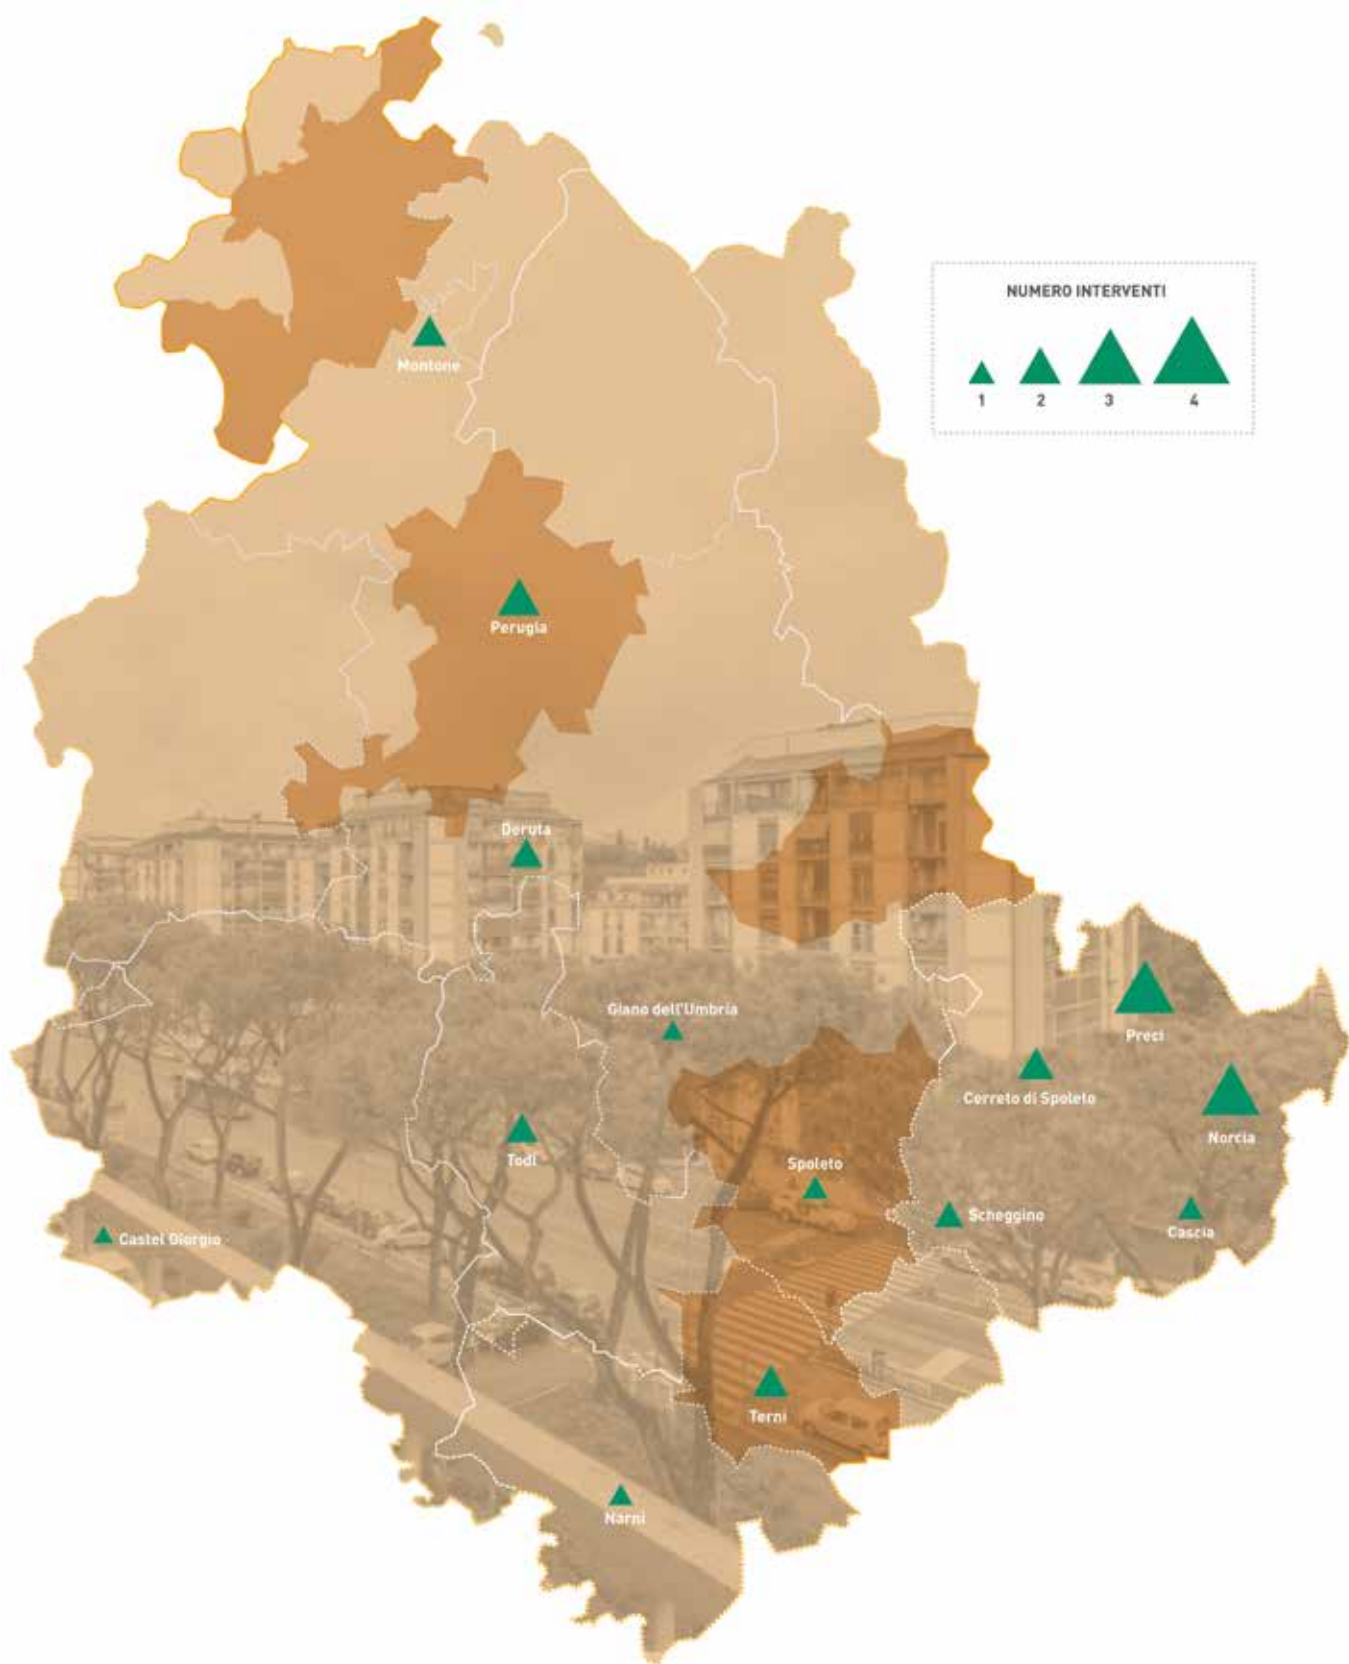 NUMERO INTERVENTI
1 2 3 4
Montone
Perugia
Deruta
Giano dell'Umbria
Preci
Cerreto di Spoleto
Norcia
Todi
Spoleto
Scheggino
Cascia
Castel Giorgio
Terni
Narni